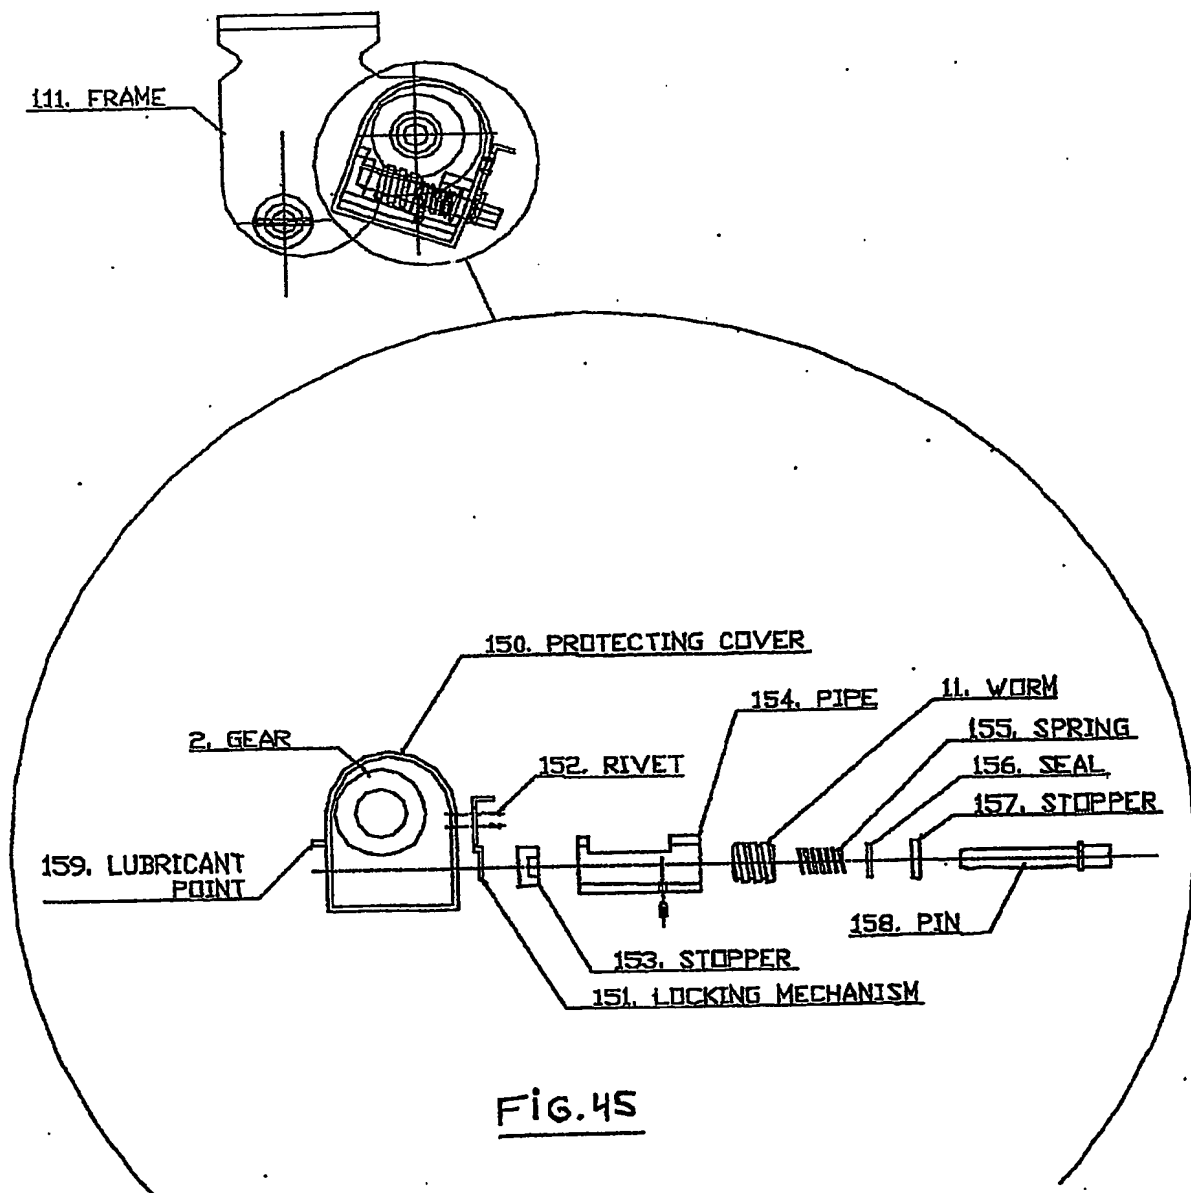 111. FRAME
150. PROTECTING COVER
2. GEAR
152. RIVET
154. PIPE
11. WORM
155. SPRING
156. SEAL
157. STOPPER
159. LUBRICANT
POINT
158. PIN
153. STOPPER
151. LOCKING MECHANISM
FiG.45